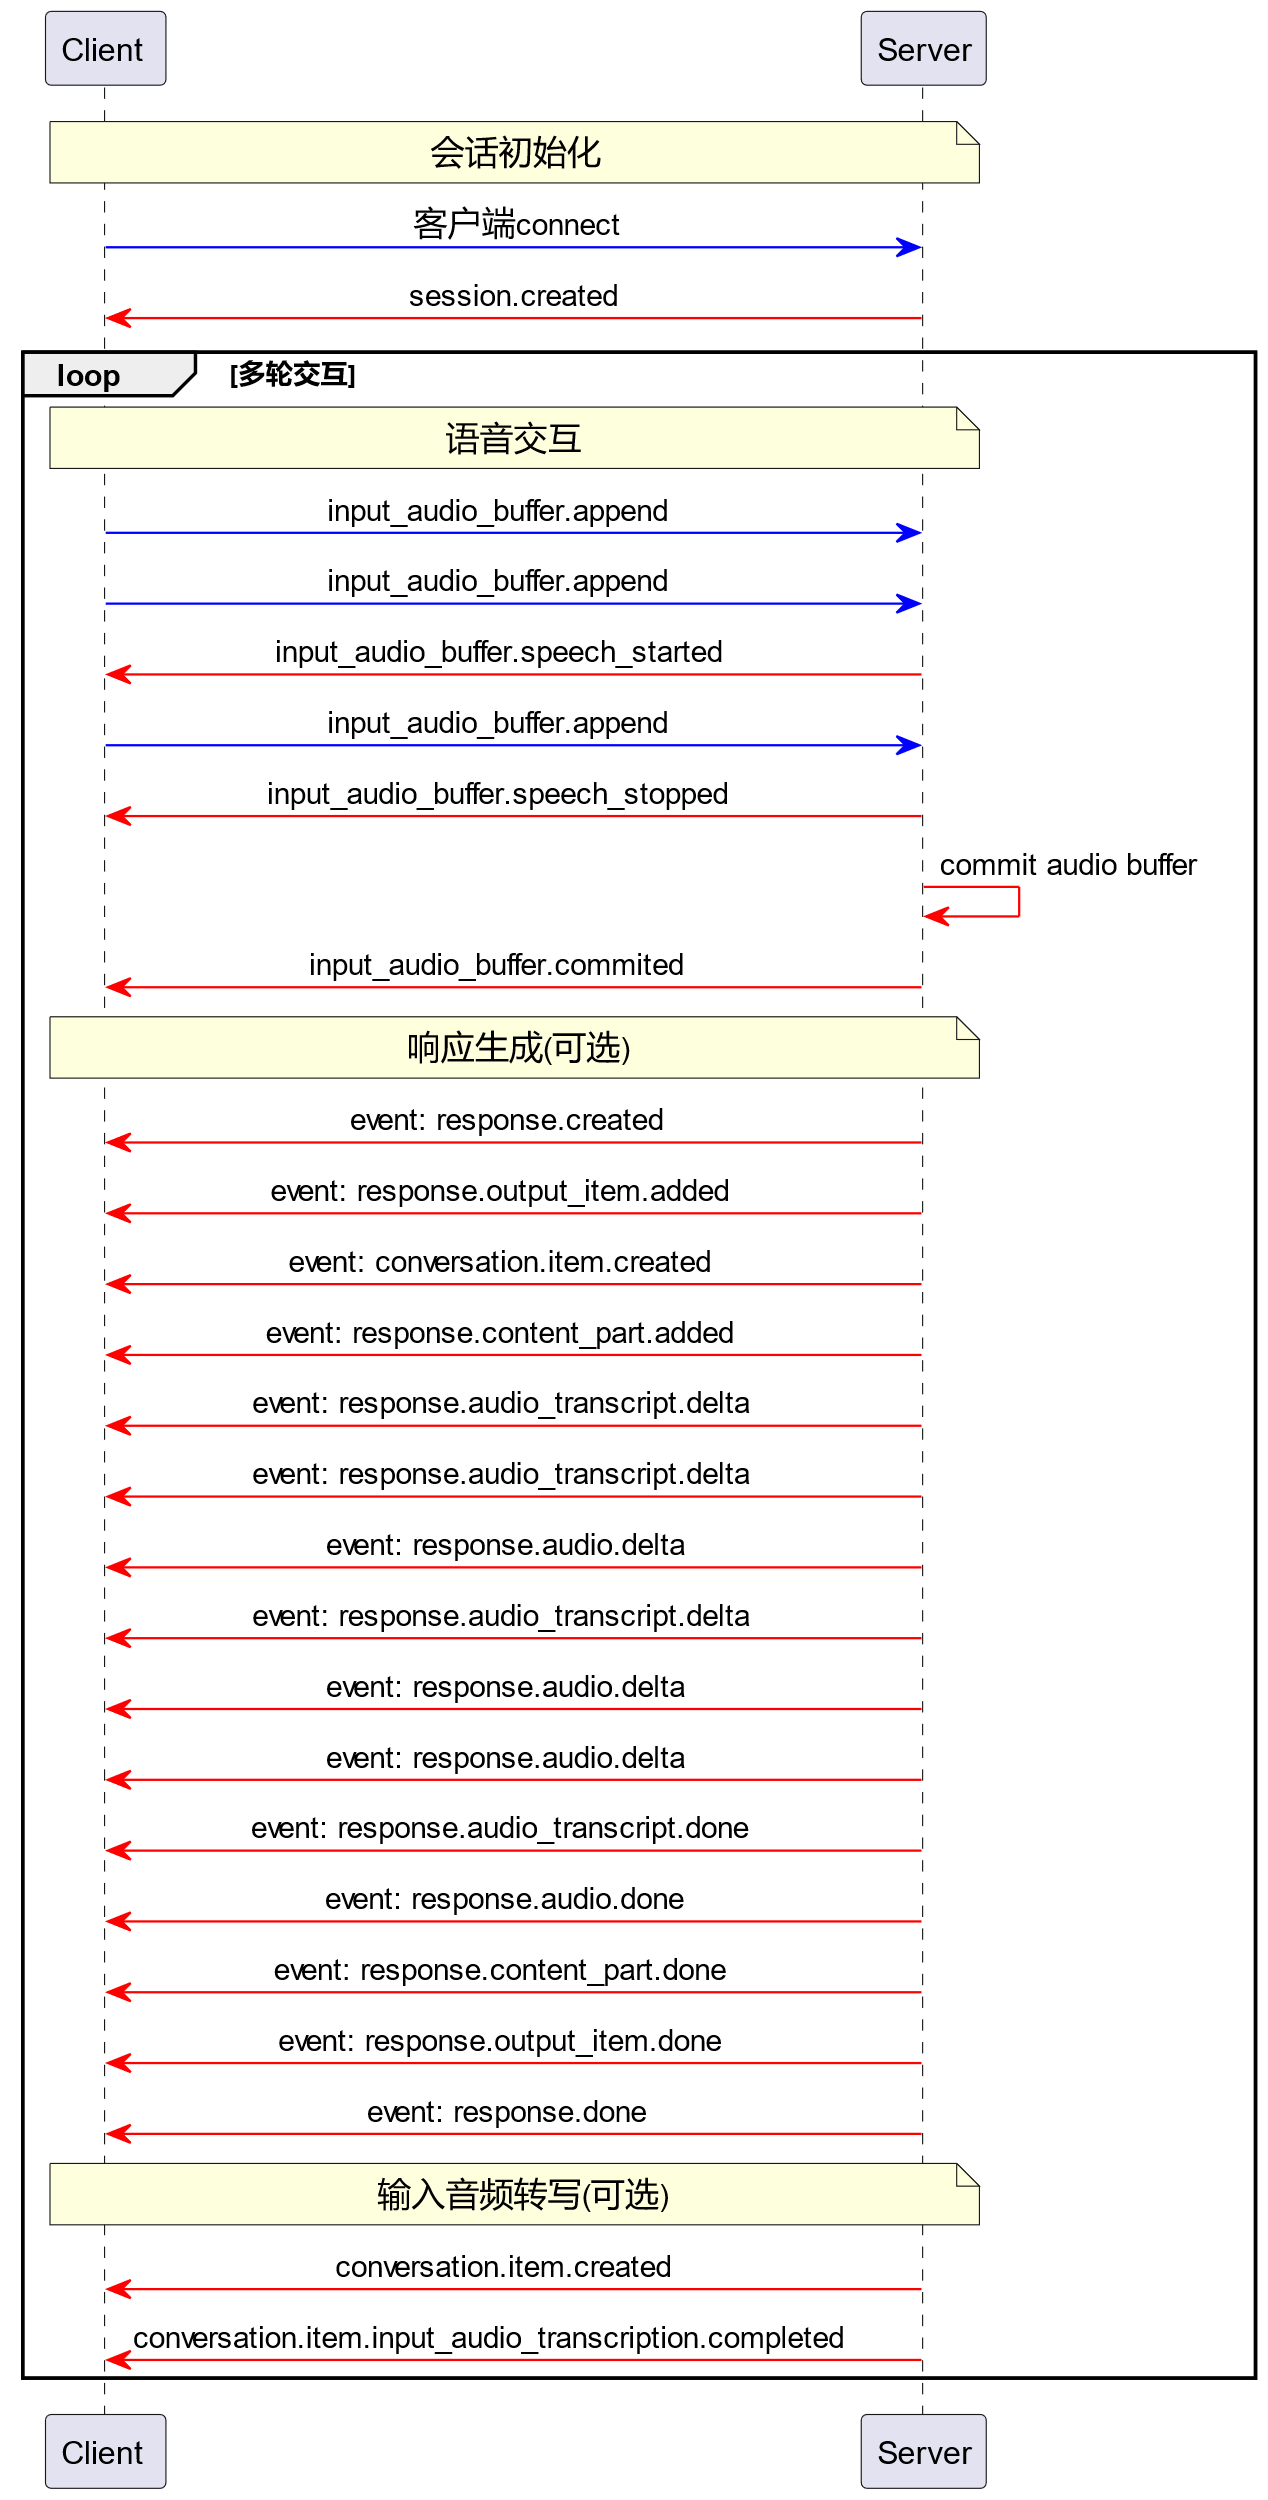 Client Server
会话初始化
客户端connect
session.created
loop [多轮交互]
语音交互
input_audio_buffer.append
input_audio_buffer.append
input_audio_buffer.speech_started
input_audio_buffer.append
input_audio_buffer.speech_stopped
commit audio buffer
input_audio_buffer.commited
响应生成(可选)
event: response.created
event: response.output_item.added
event: conversation.item.created
event: response.content_part.added
event: response.audio_transcript.delta
event: response.audio_transcript.delta
event: response.audio.delta
event: response.audio_transcript.delta
event: response.audio.delta
event: response.audio.delta
event: response.audio_transcript.done
event: response.audio.done
event: response.content_part.done
event: response.output_item.done
event: response.done
输入音频转写(可选)
conversation.item.created
conversation.item.input_audio_transcription.completed
Client Server